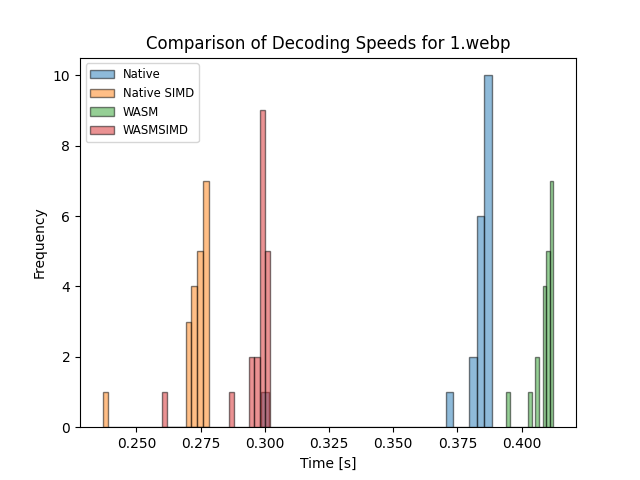 Comparison of Decoding Speeds for 1.webp
10
8
6
4
2
0
Frequency
Native
Native SIMD
WASM
WASMSIMD
0.250 0.275 0.300 0.325 0.350 0.375 0.400
Time [s]